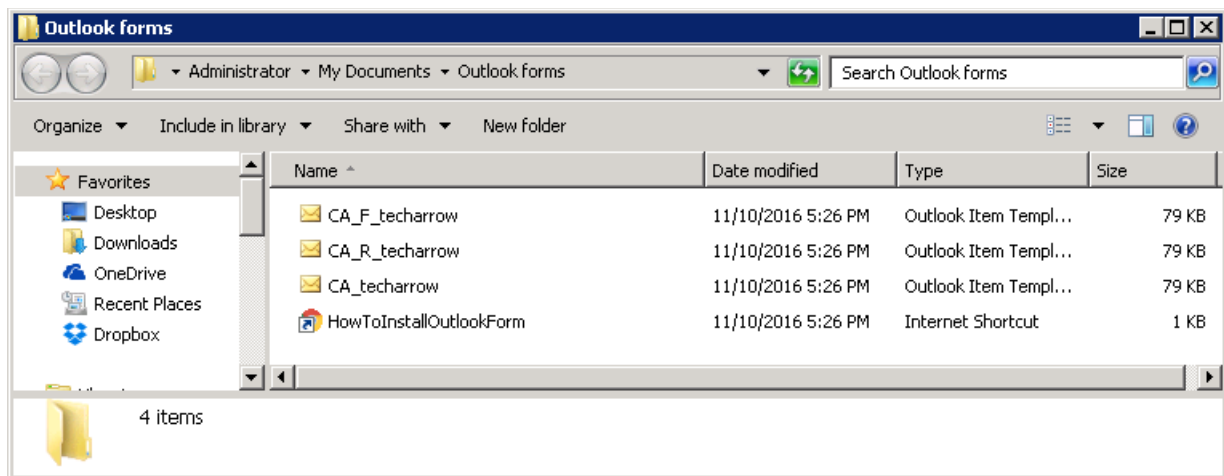 Outlook forms
Administrator My Documents Outlook forms Search Outlook forms
Organize Include in library Share with New folder
Favorites
Desktop
Downloads
OneDrive
Recent Places
Dropbox
Name Date modified Type Size
CA_F_techarrow 11/10/2016 5:26 PM Outlook Item Templ... 79 KB
CA_R_techarrow 11/10/2016 5:26 PM Outlook Item Templ... 79 KB
CA_techarrow 11/10/2016 5:26 PM Outlook Item Templ... 79 KB
HowToInstallOutlookForm 11/10/2016 5:26 PM Internet Shortcut 1 KB
4 items